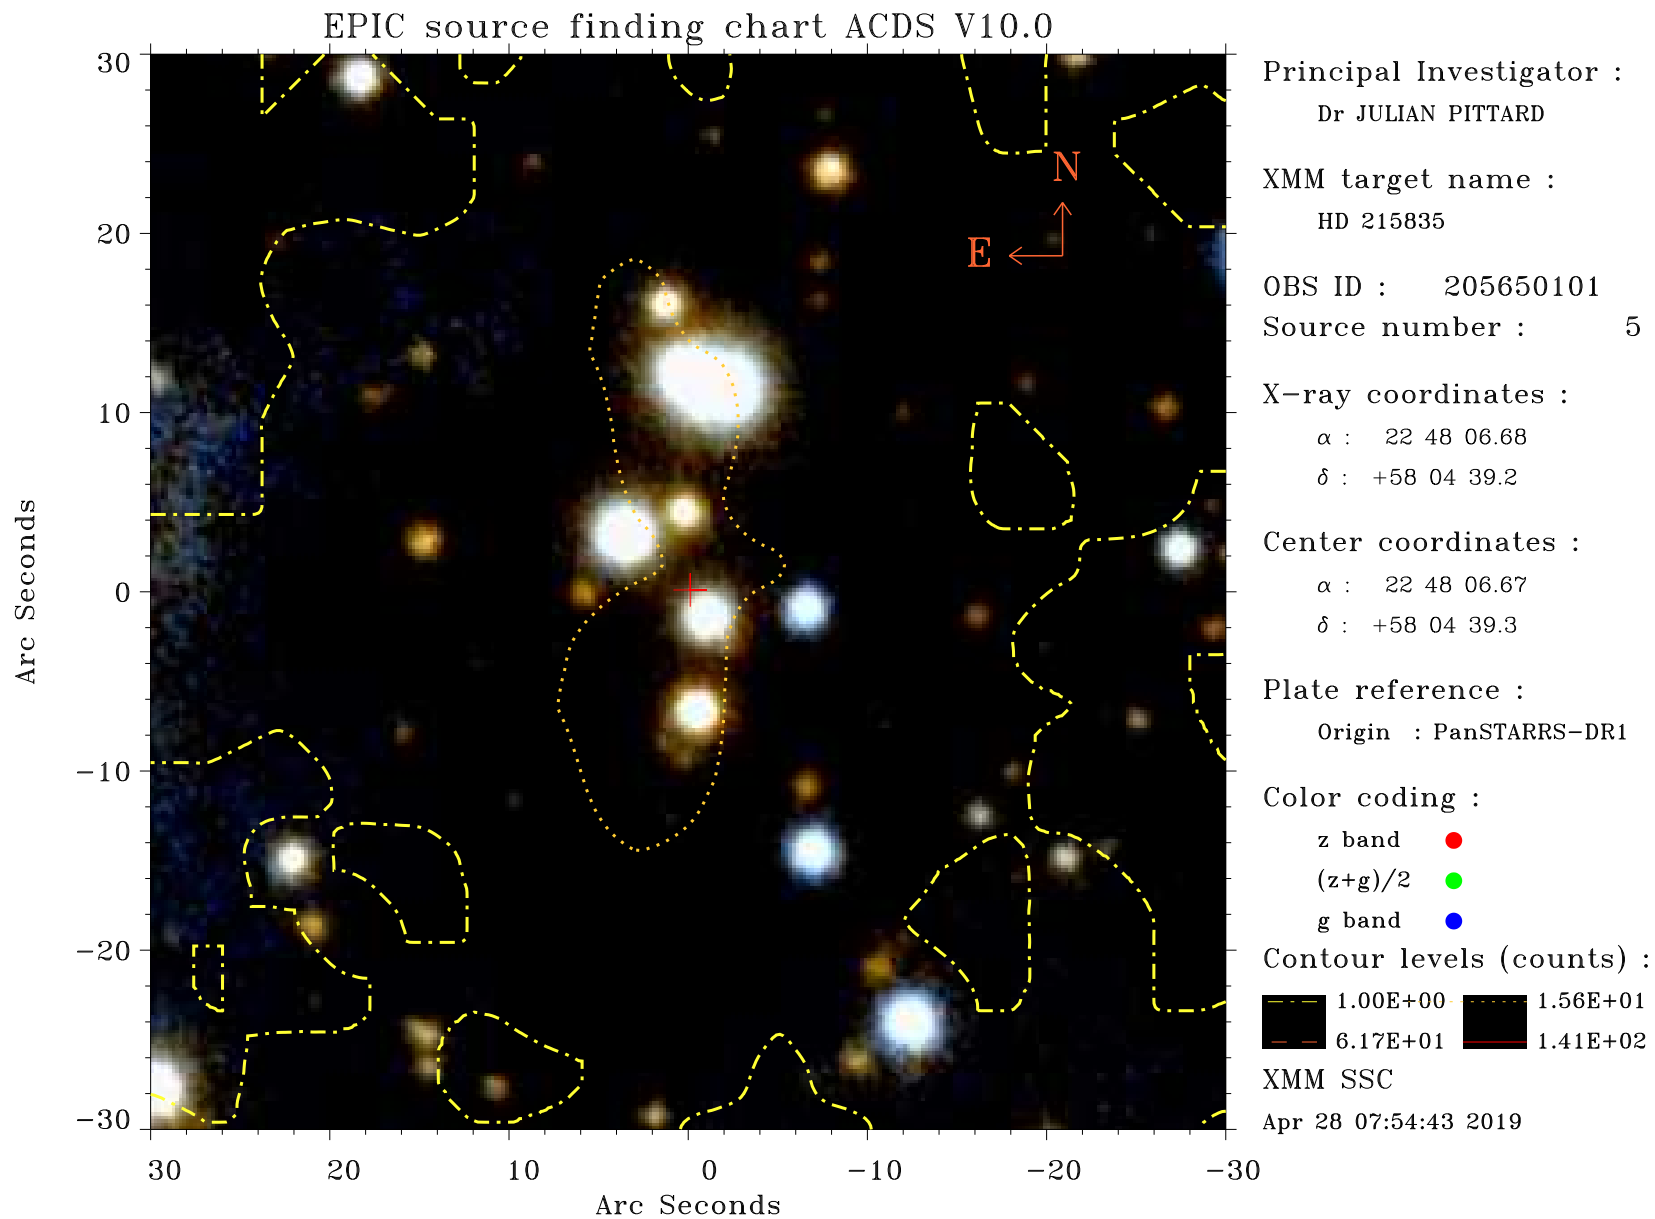 EPIC source finding chart ACDS V10.0
30
20
10
0
-10
-20
-30
Arc Seconds
30
20
10
0
-10
-20
-30
Arc Seconds
N
E
Principal Investigator :
Dr JULIAN PITTARD
XMM target name :
HD 215835
OBS ID : 205650101
Source number : 5
X-ray coordinates :
α : 22 48 06.68
δ : +58 04 39.2
Center coordinates :
α : 22 48 06.67
δ : +58 04 39.3
Plate reference :
Origin : PanSTARRS-DR1
Color coding :
z band
(z+g)/2
g band
Contour levels (counts) :
1.00E+00 1.56E+01
6.17E+01 1.41E+02
XMM SSC
Apr 28 07:54:43 2019